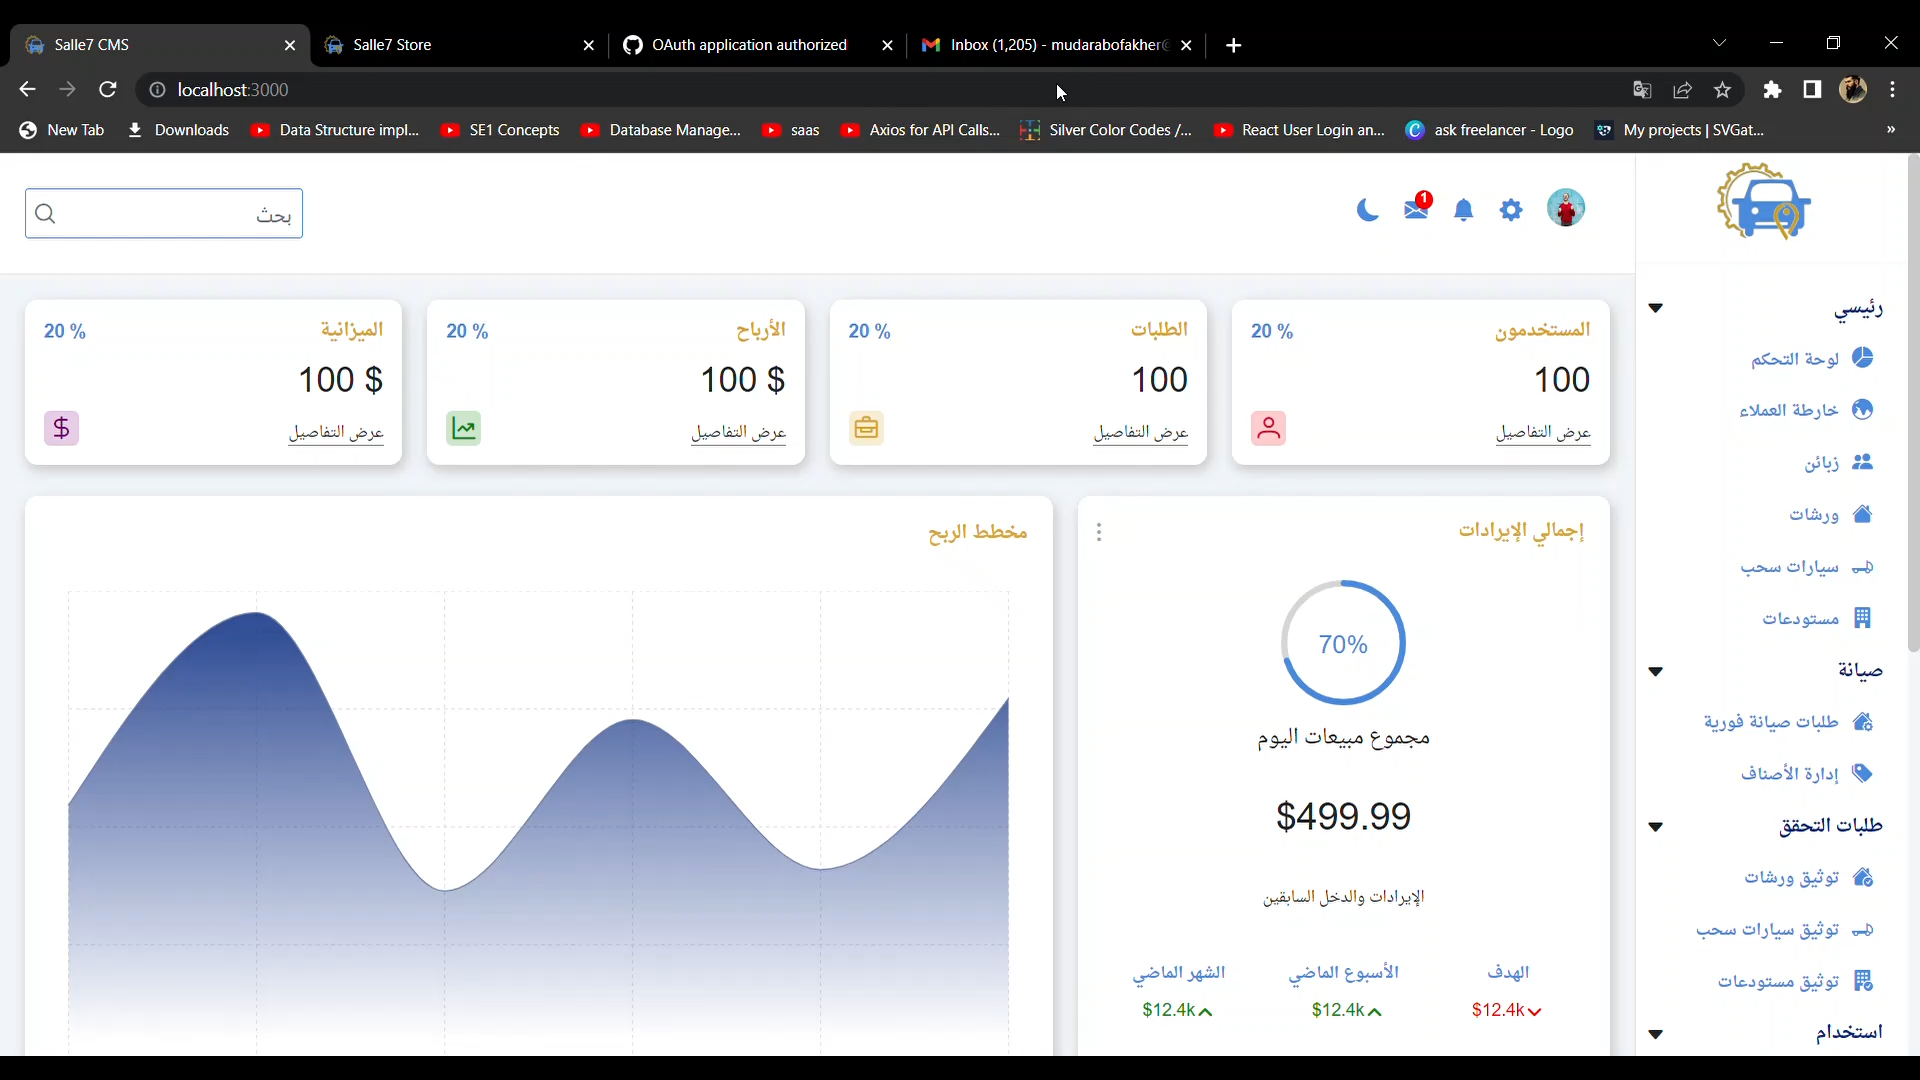 Salle7 CMS
Salle7 Store
OAuth application authorized
Inbox (1,205) - mudarabofakher@
localhost:3000
New Tab
Downloads
Data Structure impl...
SE1 Concepts
Database Manage...
saas
Axios for API Calls...
Silver Color Codes /...
React User Login an...
ask freelancer - Logo
My projects | SVGat...
»
بحث
1
المستخدمون
20 %
100
عرض التفاصيل
الطلبات
20 %
100
عرض التفاصيل
الأرباح
20 %
100 $
عرض التفاصيل
الميزانية
20 %
100 $
عرض التفاصيل
إجمالي الإيرادات
70%
مجموع مبيعات اليوم
$499.99
الإيرادات والدخل السابقين
الهدف
الأسبوع الماضي
الشهر الماضي
$12.4k
$12.4k
$12.4k
مخطط الربح
رئيسي
لوحة التحكم
خارطة العملاء
زبائن
ورشات
سيارات سحب
مستودعات
صيانة
طلبات صيانة فورية
إدارة الأصناف
طلبات التحقق
توثيق ورشات
توثيق سيارات سحب
توثيق مستودعات
استخدام